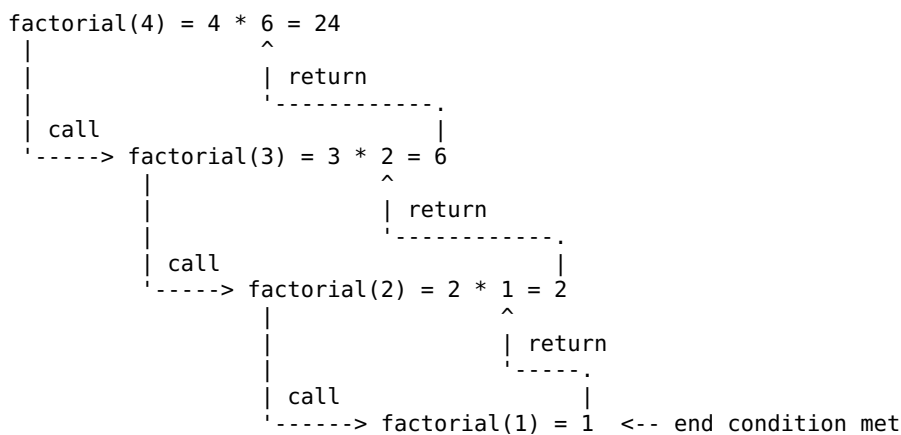 factorial(4) = 4 * 6 = 24
 |                 ^
 |                 | return
 |                 '------------.
 | call                         |
 '-----> factorial(3) = 3 * 2 = 6
          |                 ^
          |                 | return
          |                 '------------.
          | call                         |
          '-----> factorial(2) = 2 * 1 = 2
                   |                 ^
                   |                 | return
                   |                 '-----.
                   | call                  |
                   '------> factorial(1) = 1  <-- end condition met